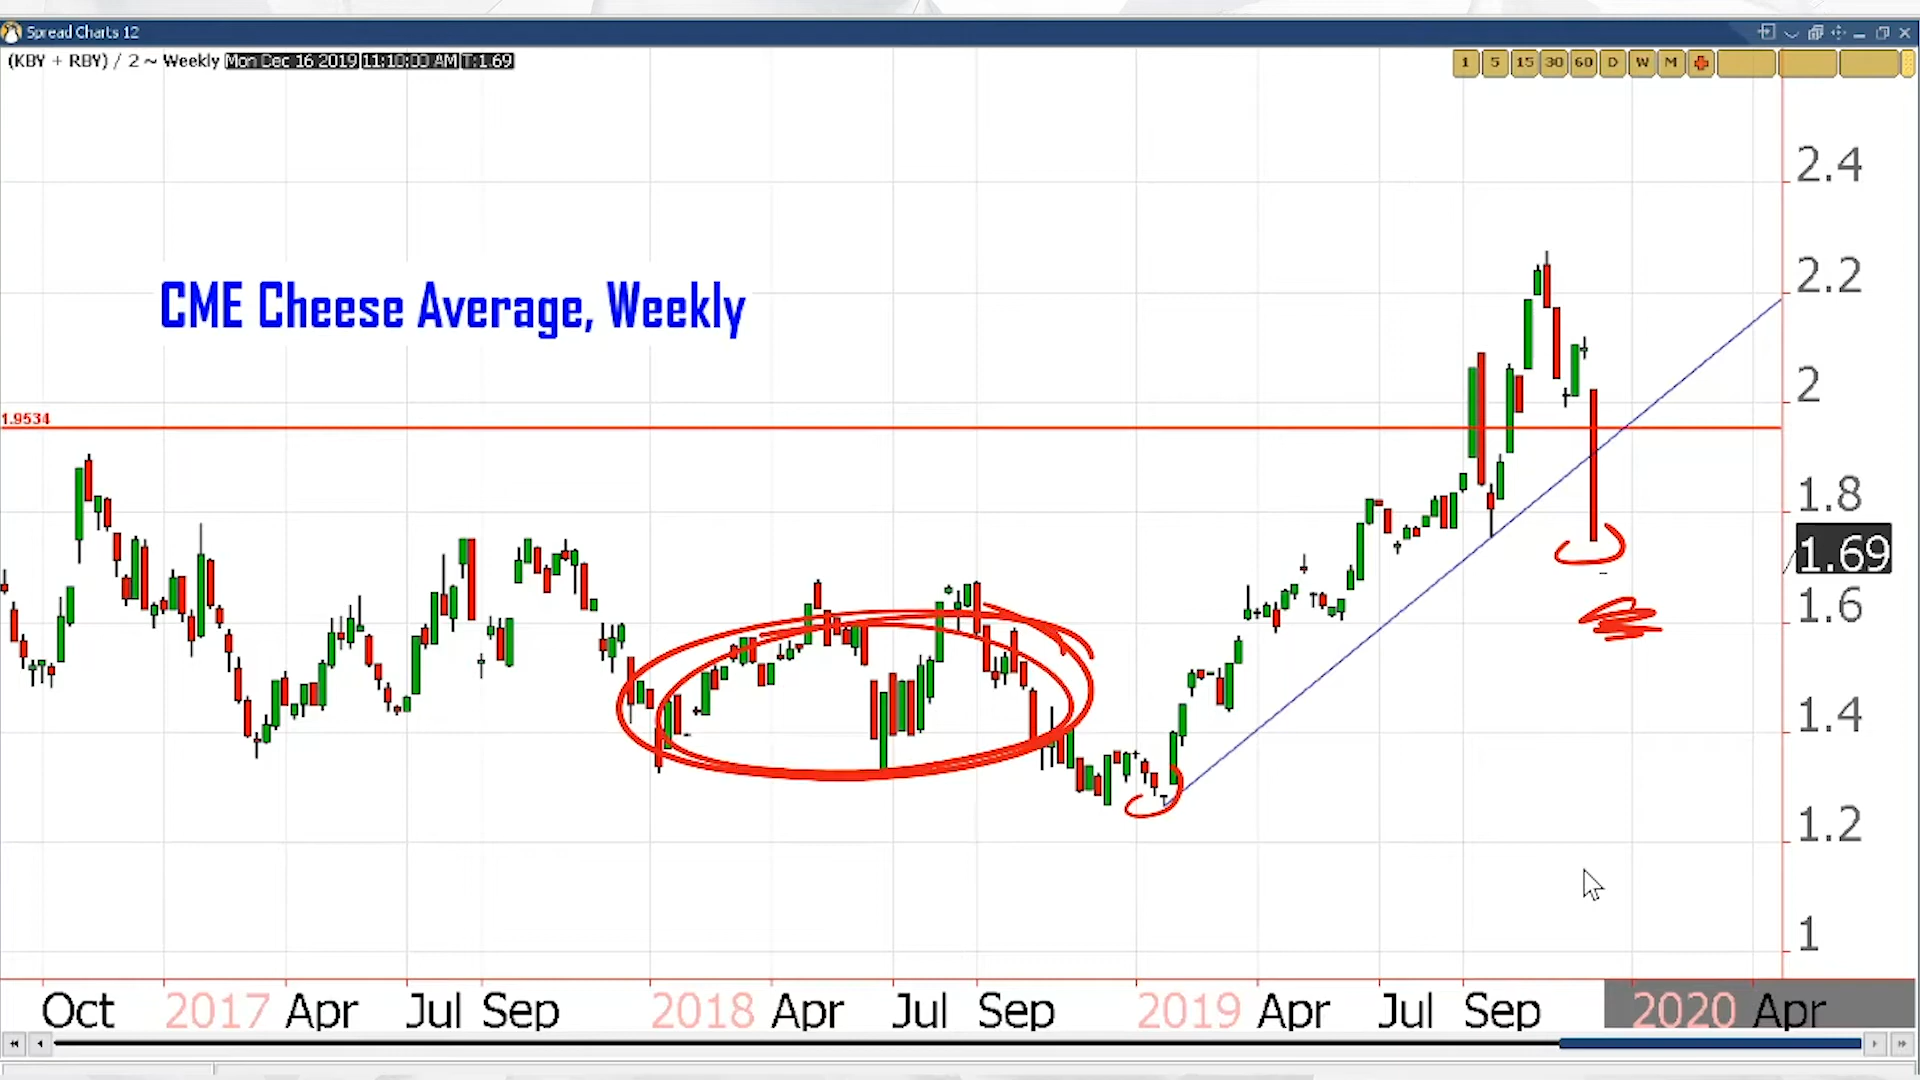 Spread Charts 12
(KBY + RBY) / 2 ~ Weekly Mon Dec 16 2019 11:10:00 AM T:1.69
1 5 15 30 60 D W M
2.4
CME Cheese Average, Weekly
2.2
2
1.9534
1.8
1.69
1.6
1.4
1.2
1
Oct 2017 Apr Jul Sep 2018 Apr Jul Sep 2019 Apr Jul Sep 2020 Apr